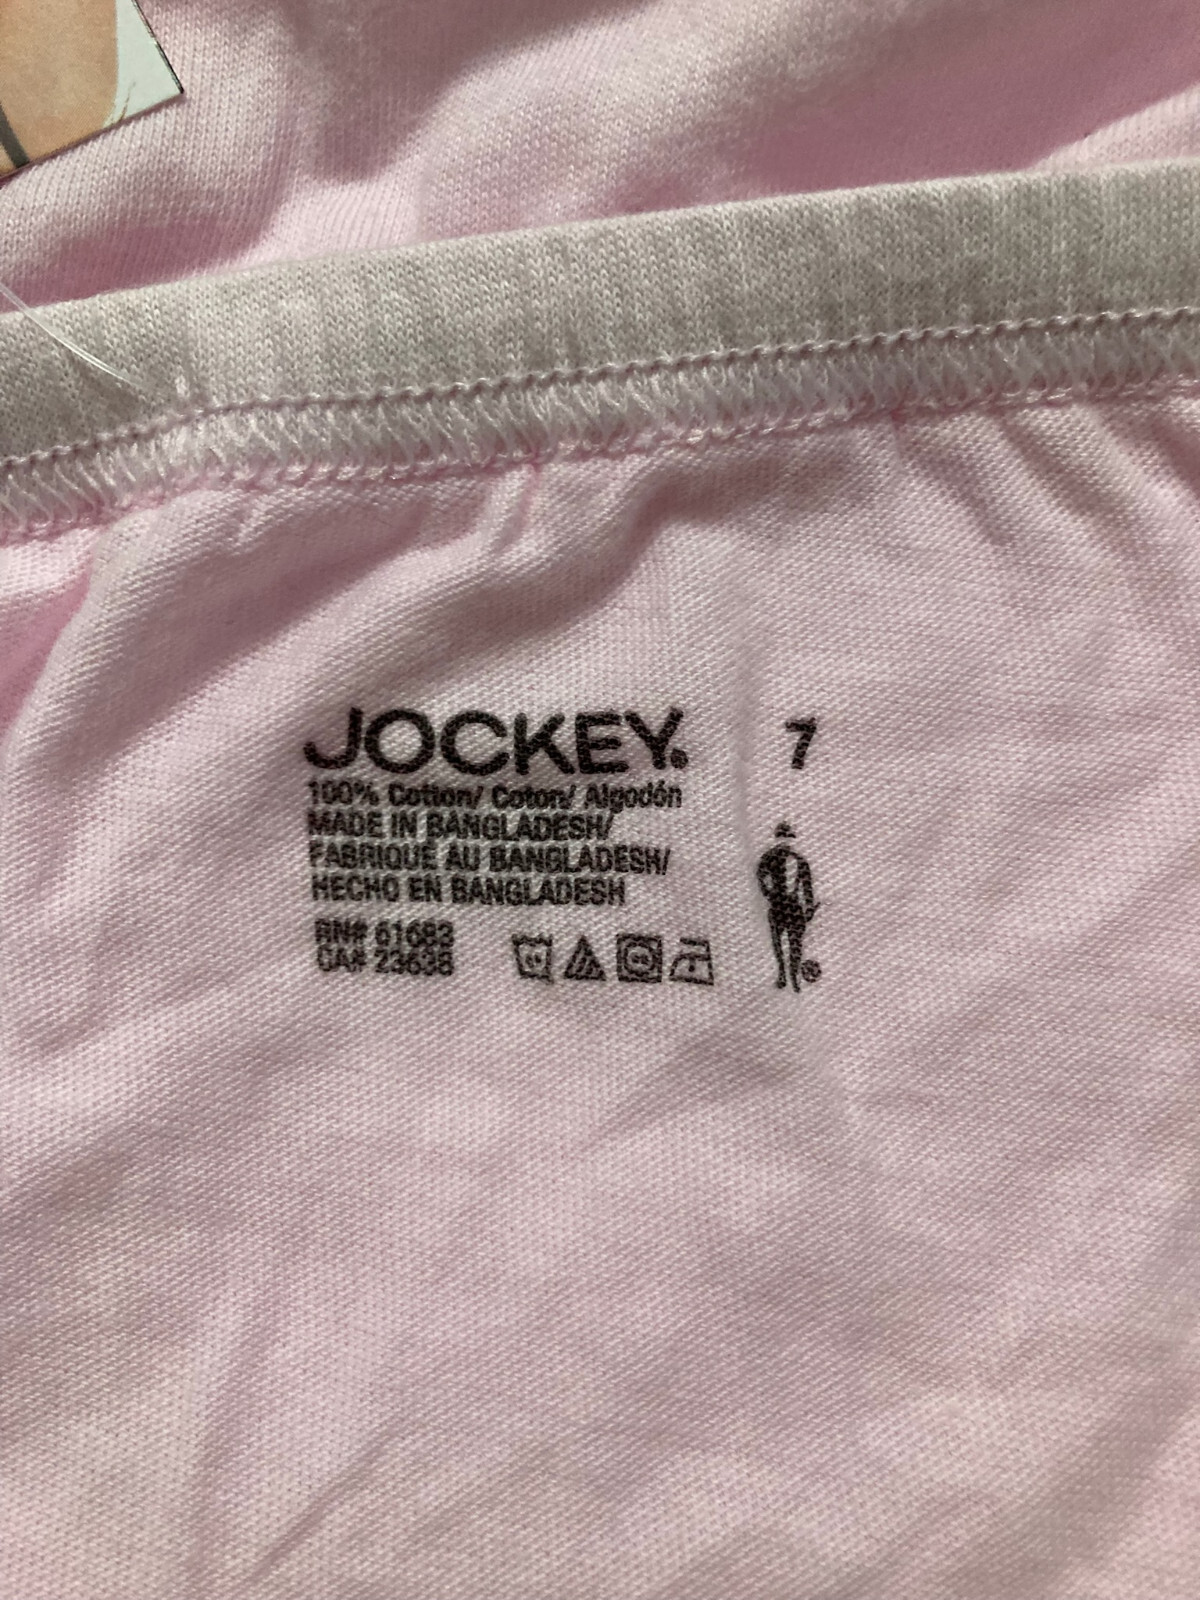 JOCKEY.
7
100% Cotton/ Coton/ Algodón
MADE IN BANGLADESH/
FABRIQUÉ AU BANGLADESH/
HECHO EN BANGLADESH
RN# 61683
CA# 23638